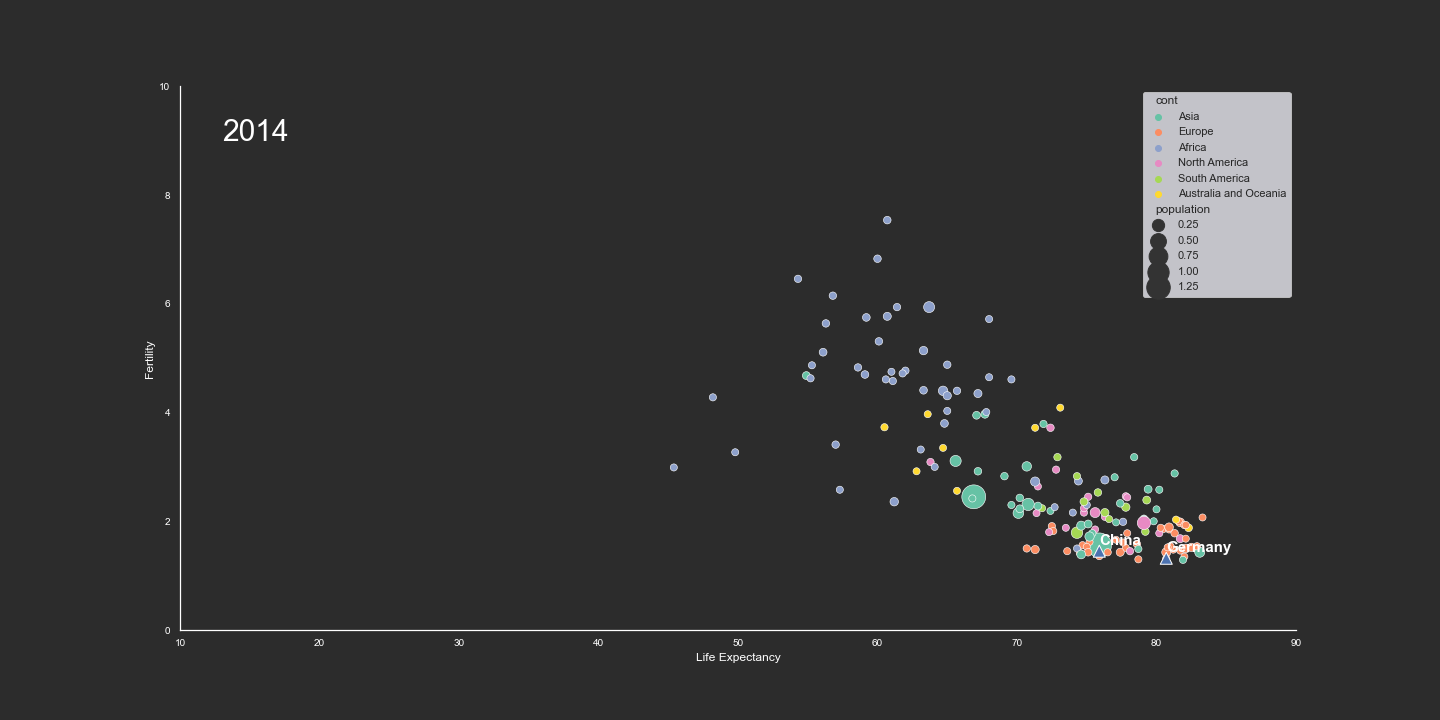 10
2014
cont
Asia
Europe
Africa
North America
South America
Australia and Oceania
population
0.25
0.50
0.75
1.00
1.25
8
6
Fertility
4
2
China
Germany
0
10 20 30 40 50 60 70 80 90
Life Expectancy